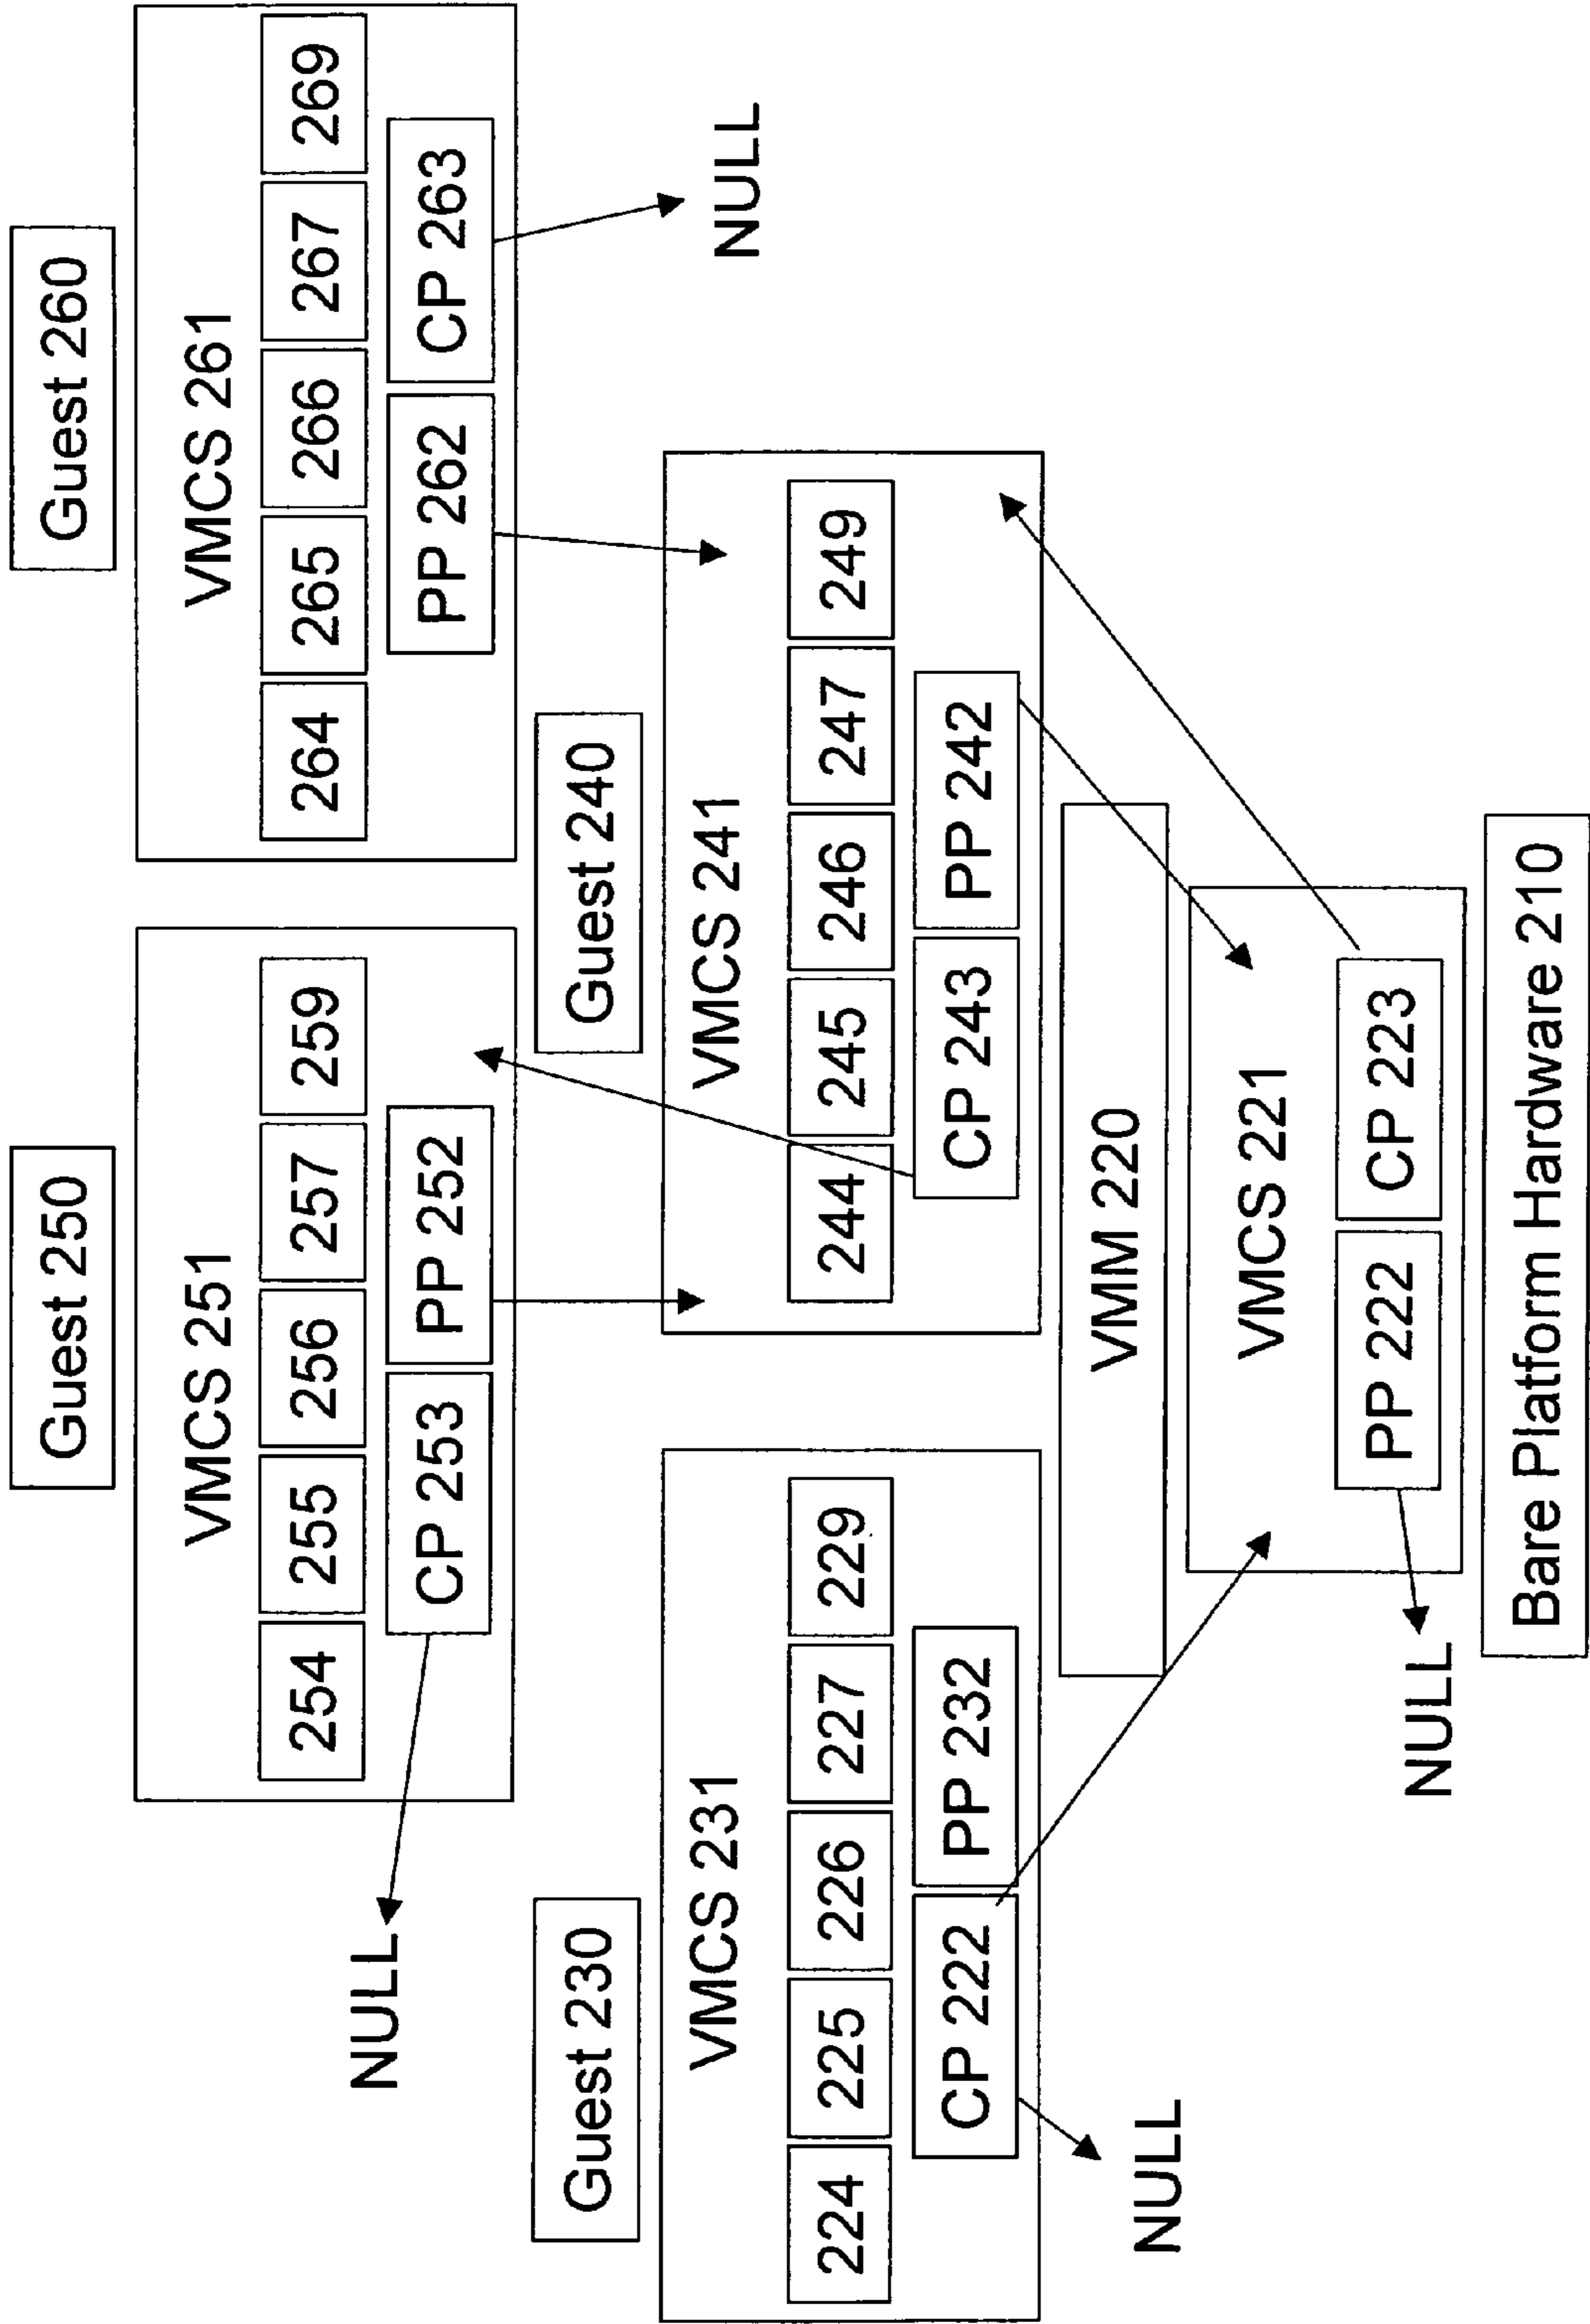 Guest 250
Guest 260
VMCS 251
254 255 256 257 259
CP 253 PP 252
VMCS 261
264 265 266 267 269
PP 262 CP 263
NULL
Guest 230
Guest 240
NULL
VMCS 231
224 225 226 227 229
CP 222 PP 232
VMCS 241
244 245 246 247 249
CP 243 PP 242
NULL
VMM 220
VMCS 221
PP 222 CP 223
NULL
Bare Platform Hardware 210